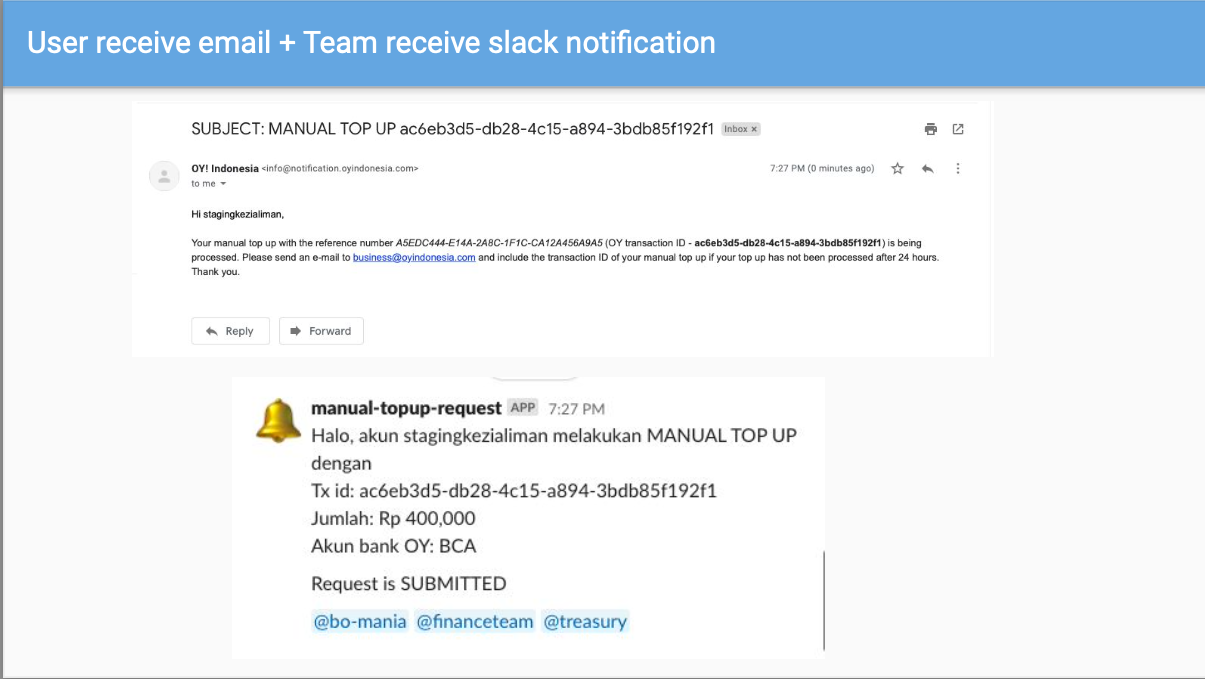 User receive email + Team receive slack notification
SUBJECT: MANUAL TOP UP ac6eb3d5-db28-4c15-a894-3bdb85f192f1 Inbox x
OY! Indonesia <info@notification.oyindonesia.com> 7:27 PM (0 minutes ago)
to me
Hi stagingkezialiman,
Your manual top up with the reference number A5EDC444-E14A-2A8C-1F1C-CA12A456A9A5 (OY transaction ID - ac6eb3d5-db28-4c15-a894-3bdb85f192f1) is being
processed. Please send an e-mail to business@oyindonesia.com and include the transaction ID of your manual top up if your top up has not been processed after 24 hours.
Thank you.
Reply Forward
manual-topup-request APP 7:27 PM
Halo, akun stagingkezialiman melakukan MANUAL TOP UP
dengan
Tx id: ac6eb3d5-db28-4c15-a894-3bdb85f192f1
Jumlah: Rp 400,000
Akun bank OY: BCA
Request is SUBMITTED
@bo-mania @financeteam @treasury